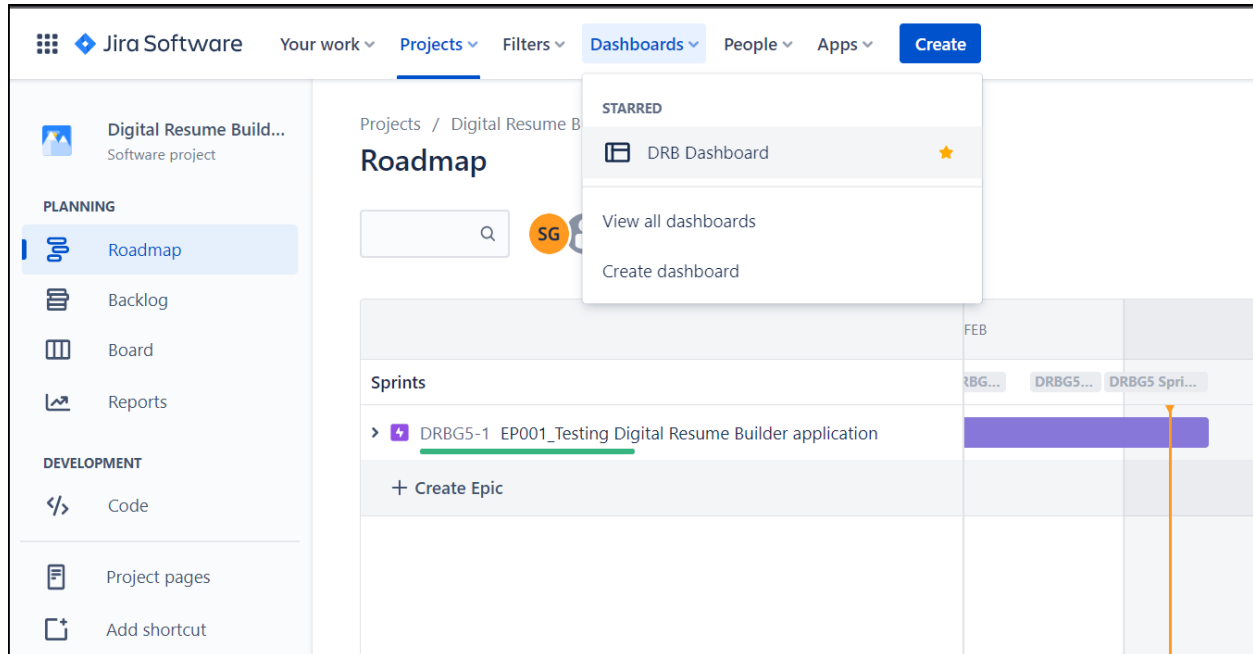 Jira Software Your work Projects Filters Dashboards People Apps Create
Digital Resume Build...
Software project
PLANNING
Roadmap
Backlog
Board
Reports
DEVELOPMENT
Code
Project pages
Add shortcut
Projects / Digital Resume B
Roadmap
SG
STARRED
DRB Dashboard
View all dashboards
Create dashboard
FEB
Sprints
RBG... DRBG5... DRBG5 Spri...
DRBG5-1 EP001_Testing Digital Resume Builder application
+ Create Epic